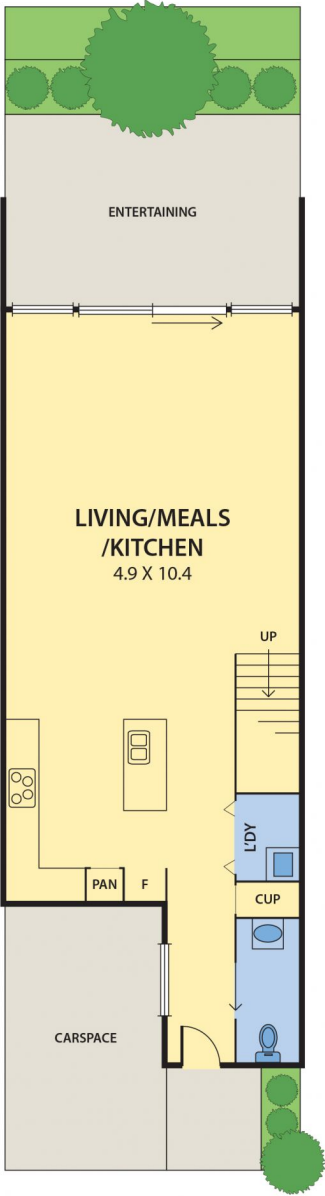 ENTERTAINING
LIVING/MEALS
/KITCHEN
4.9 X 10.4
UP
L'DY
PAN
F
CUP
CARSPACE